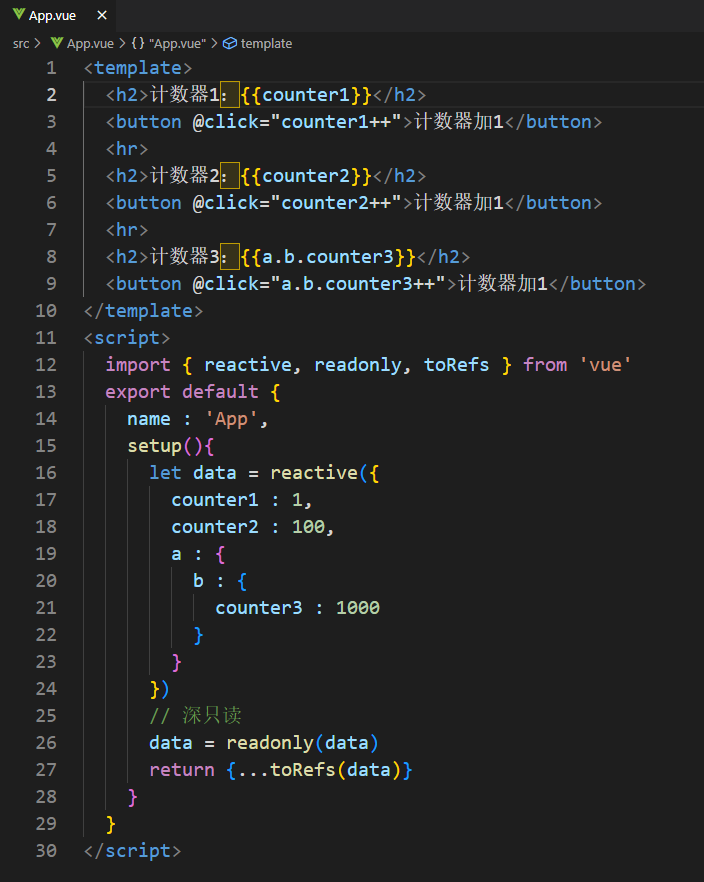 App.vue ×
src > App.vue > {} "App.vue" > template
1 <template>
2 <h2>计数器1：{{counter1}}</h2>
3 <button @click="counter1++">计数器加1</button>
4 <hr>
5 <h2>计数器2：{{counter2}}</h2>
6 <button @click="counter2++">计数器加1</button>
7 <hr>
8 <h2>计数器3：{{a.b.counter3}}</h2>
9 <button @click="a.b.counter3++">计数器加1</button>
10 </template>
11 <script>
12 import { reactive, readonly, toRefs } from 'vue'
13 export default {
14 name : 'App',
15 setup(){
16 let data = reactive({
17 counter1 : 1,
18 counter2 : 100,
19 a : {
20 b : {
21 counter3 : 1000
22 }
23 }
24 })
25 // 深只读
26 data = readonly(data)
27 return {...toRefs(data)}
28 }
29 }
30 </script>